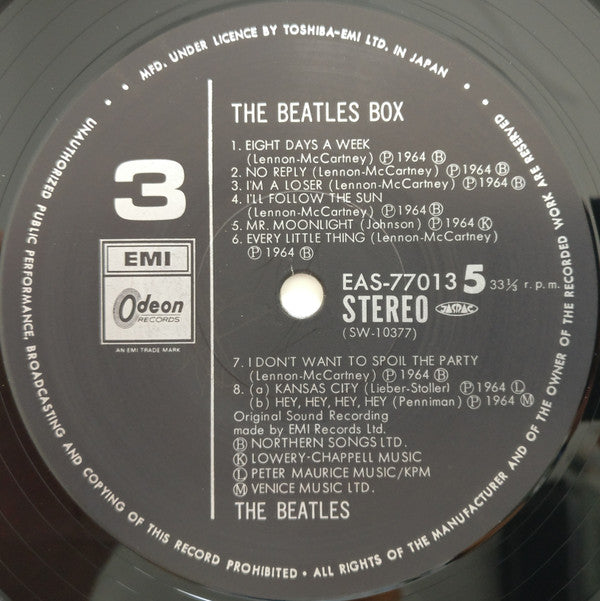 MFD. UNDER LICENCE BY TOSHIBA-EMI LTD. IN JAPAN
UNAUTHORIZED PUBLIC PERFORMANCE, BROADCASTING AND COPYING OF THIS RECORD PROHIBITED • ALL RIGHTS OF THE MANUFACTURER AND OF THE OWNER OF THE RECORDED WORK ARE RESERVED
3
EMI
Odeon
RECORDS
AN EMI TRADE MARK
THE BEATLES BOX
1. EIGHT DAYS A WEEK
(Lennon-McCartney) Ⓟ 1964 Ⓑ
2. NO REPLY (Lennon-McCartney) Ⓟ 1964 Ⓑ
3. I'M A LOSER (Lennon-McCartney) Ⓟ 1964 Ⓑ
4. I'LL FOLLOW THE SUN
(Lennon-McCartney) Ⓟ 1964 Ⓑ
5. MR. MOONLIGHT (Johnson) Ⓟ 1964 Ⓚ
6. EVERY LITTLE THING (Lennon-McCartney)
Ⓟ 1964 Ⓑ
EAS-77013 5 33⅓ r.p.m.
STEREO JASRAC
(SW-10377)
7. I DON'T WANT TO SPOIL THE PARTY
(Lennon-McCartney) Ⓟ 1964 Ⓑ
8. (a) KANSAS CITY (Lieber-Stoller) Ⓟ 1964 Ⓛ
(b) HEY, HEY, HEY, HEY (Penniman) Ⓟ 1964 Ⓜ
Original Sound Recording
made by EMI Records Ltd.
Ⓑ NORTHERN SONGS LTD.
Ⓚ LOWERY-CHAPPELL MUSIC
Ⓛ PETER MAURICE MUSIC/KPM
Ⓜ VENICE MUSIC LTD.
THE BEATLES